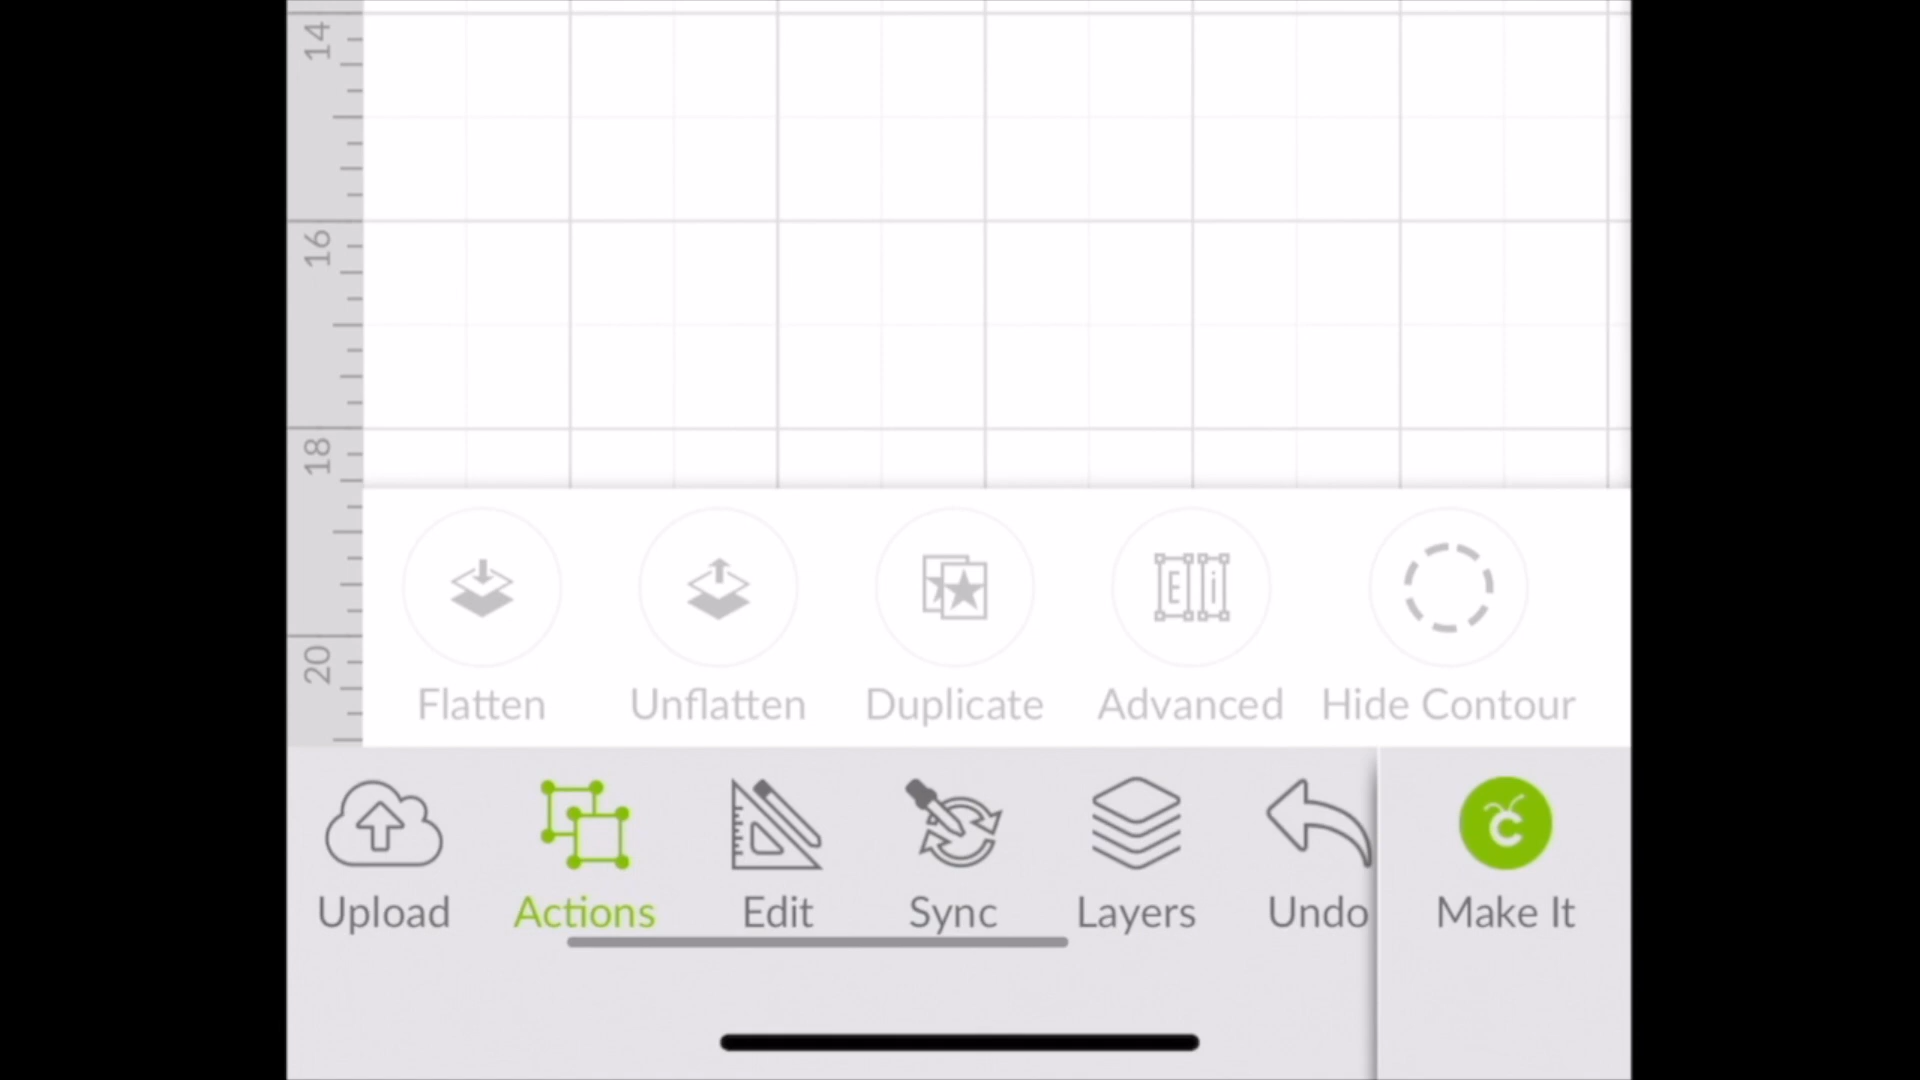 14
16
18
20
Flatten Unflatten Duplicate Advanced Hide Contour
Upload Actions Edit Sync Layers Undo Make It